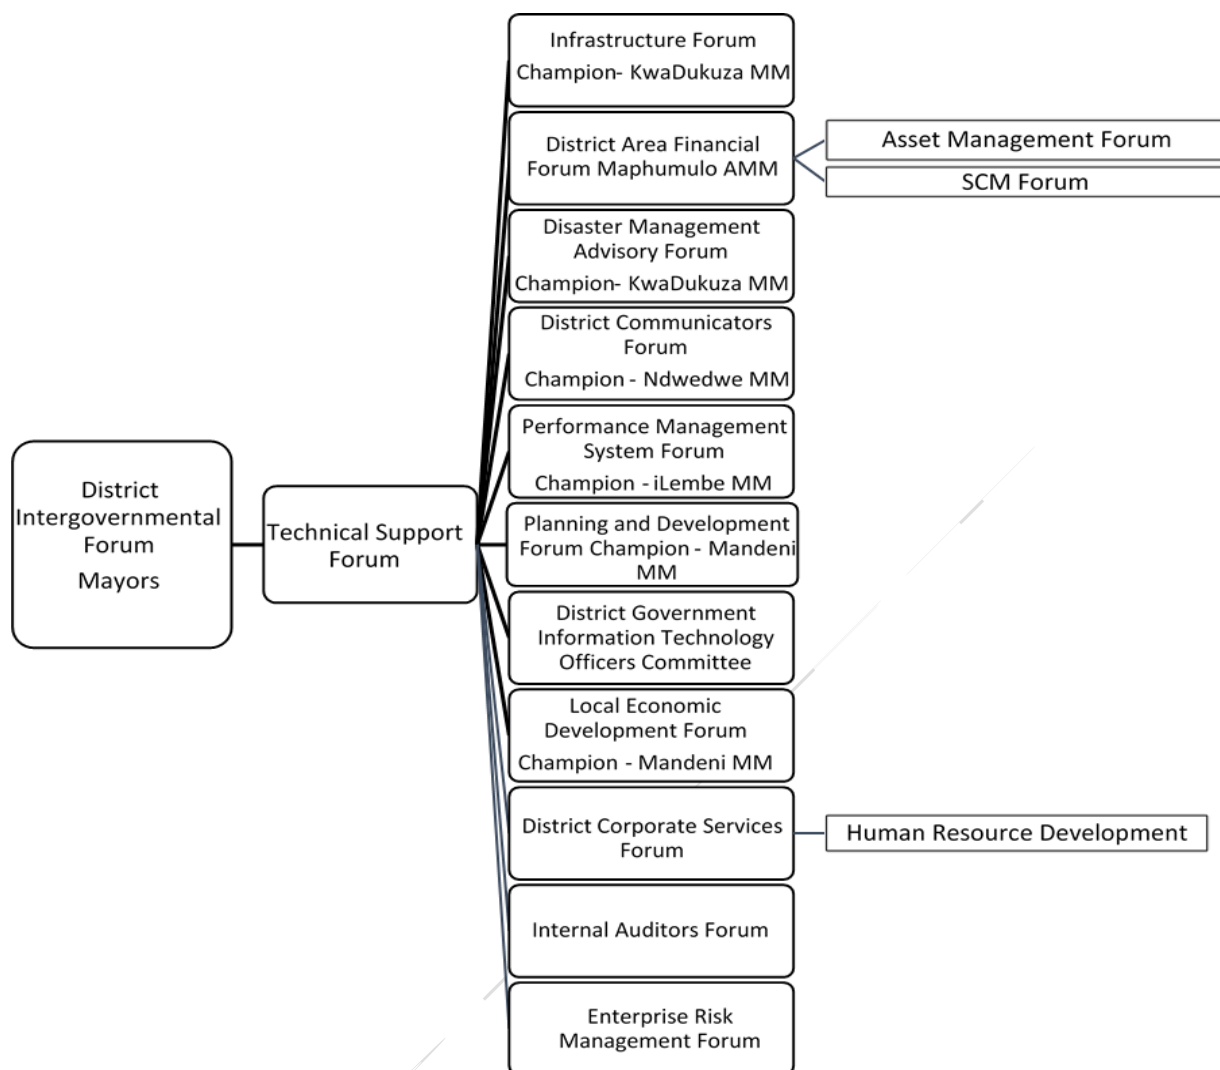 District
Intergovernmental
Forum
Mayors
Technical Support
Forum
Infrastructure Forum
Champion- KwaDukuza MM
District Area Financial
Forum Maphumulo AMM
Asset Management Forum
SCM Forum
Disaster Management
Advisory Forum
Champion- KwaDukuza MM
District Communicators
Forum
Champion - Ndwedwe MM
Performance Management
System Forum
Champion - iLembe MM
Planning and Development
Forum Champion - Mandeni
MM
District Government
Information Technology
Officers Committee
Local Economic
Development Forum
Champion - Mandeni MM
District Corporate Services
Forum
Human Resource Development
Internal Auditors Forum
Enterprise Risk
Management Forum